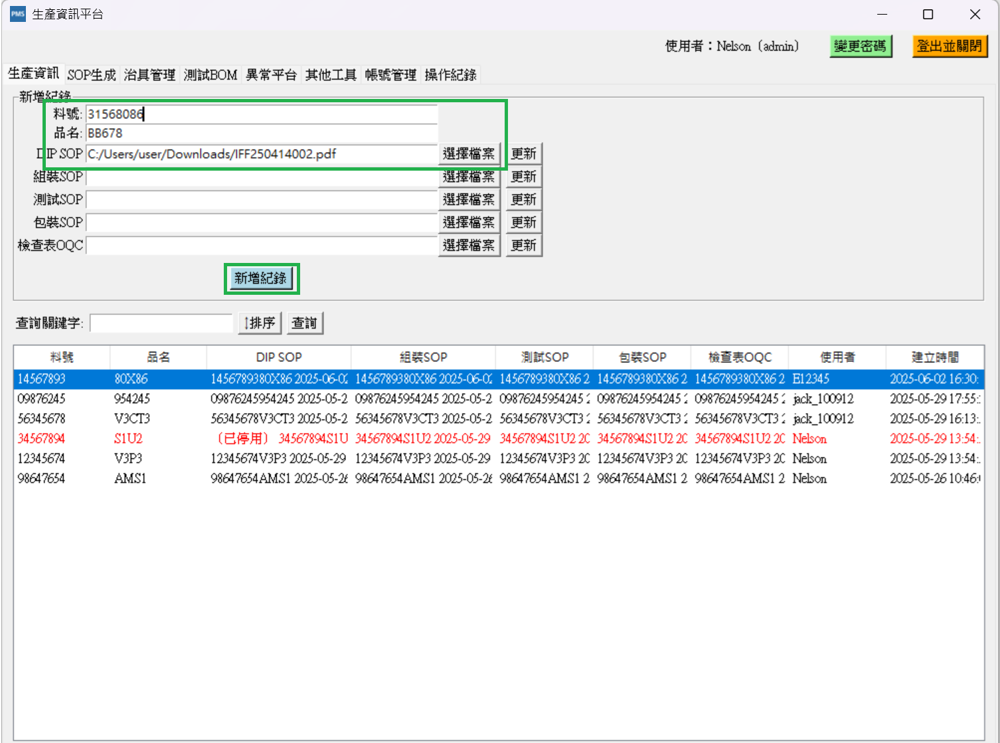 PMS 生產資訊平台
使用者：Nelson（admin） 變更密碼 登出並關閉
生產資訊 SOP生成 治具管理 測試BOM 異常平台 其他工具 帳號管理 操作紀錄
新增紀錄
料號: 31568086
品名: BB678
DIP SOP C:/Users/user/Downloads/IFF250414002.pdf 選擇檔案 更新
組裝SOP 選擇檔案 更新
測試SOP 選擇檔案 更新
包裝SOP 選擇檔案 更新
檢查表OQC 選擇檔案 更新
新增紀錄
查詢關鍵字: ↕排序 查詢
料號 品名 DIP SOP 組裝SOP 測試SOP 包裝SOP 檢查表OQC 使用者 建立時間
14567893 80X86 1456789380X86 2025-06-02 1456789380X86 2025-06-02 1456789380X86 2 1456789380X86 2 1456789380X86 2 E12345 2025-06-02 16:30:
09876245 954245 09876245954245 2025-05-2 09876245954245 2025-05-2 09876245954245 2 09876245954245 2 09876245954245 2 jack_100912 2025-05-29 17:55:
56345678 V3CT3 56345678V3CT3 2025-05-2 56345678V3CT3 2025-05-2 56345678V3CT3 2 56345678V3CT3 2 56345678V3CT3 2 jack_100912 2025-05-29 16:13:
34567894 S1U2 （已停用） 34567894S1U 34567894S1U2 2025-05-29 34567894S1U2 20 34567894S1U2 20 34567894S1U2 20 Nelson 2025-05-29 13:54:
12345674 V3P3 12345674V3P3 2025-05-29 12345674V3P3 2025-05-29 12345674V3P3 20 12345674V3P3 20 12345674V3P3 20 Nelson 2025-05-29 13:54:
98647654 AMS1 98647654AMS1 2025-05-26 98647654AMS1 2025-05-26 98647654AMS1 2 98647654AMS1 2 98647654AMS1 2 Nelson 2025-05-26 10:46: